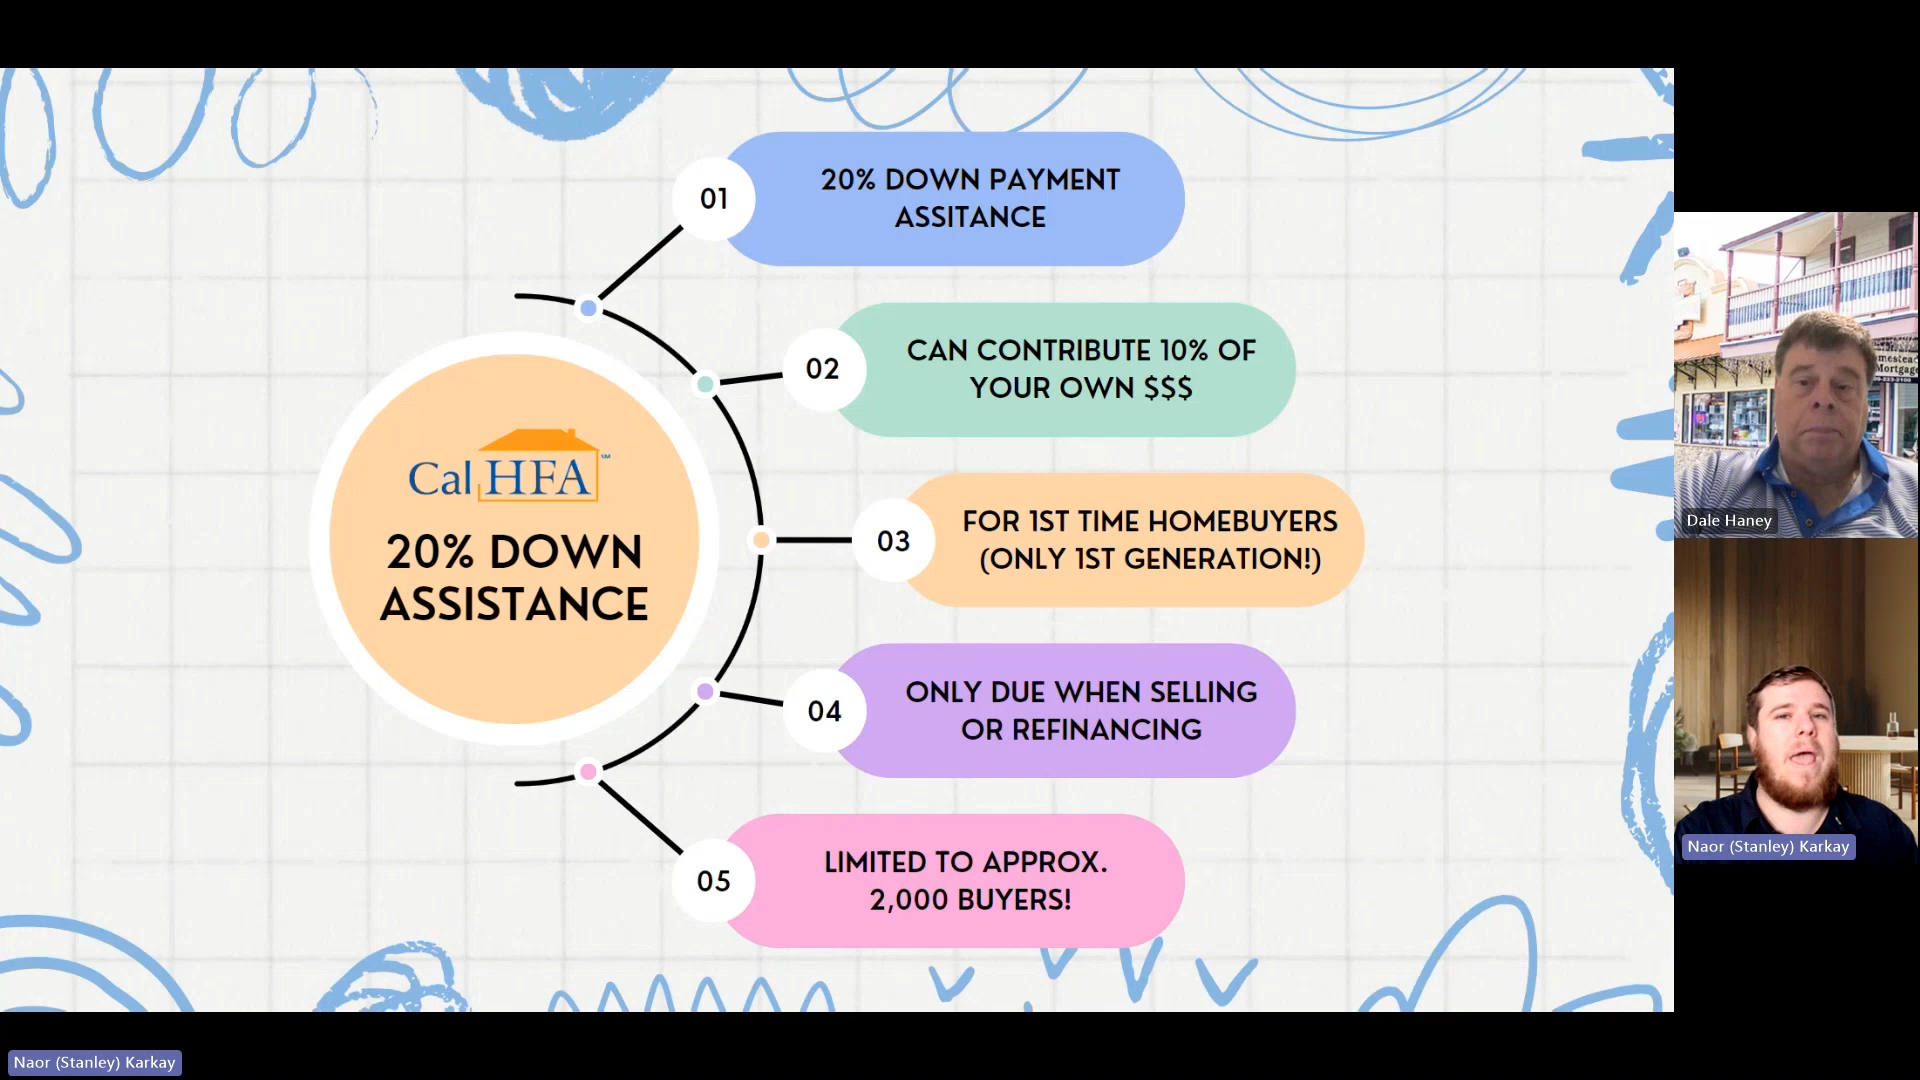 01
20% DOWN PAYMENT
ASSITANCE
02
CAN CONTRIBUTE 10% OF
YOUR OWN $$$
CalHFA™
20% DOWN
ASSISTANCE
03
FOR 1ST TIME HOMEBUYERS
(ONLY 1ST GENERATION!)
04
ONLY DUE WHEN SELLING
OR REFINANCING
05
LIMITED TO APPROX.
2,000 BUYERS!
Mortgage
Dale Haney
Naor (Stanley) Karkay
Naor (Stanley) Karkay